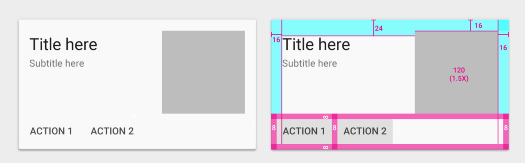 Title here
Subtitle here
ACTION 1 ACTION 2
24
16
16
16
Title here
Subtitle here
120
(1.5X)
8
8
8
8
ACTION 1 ACTION 2
8